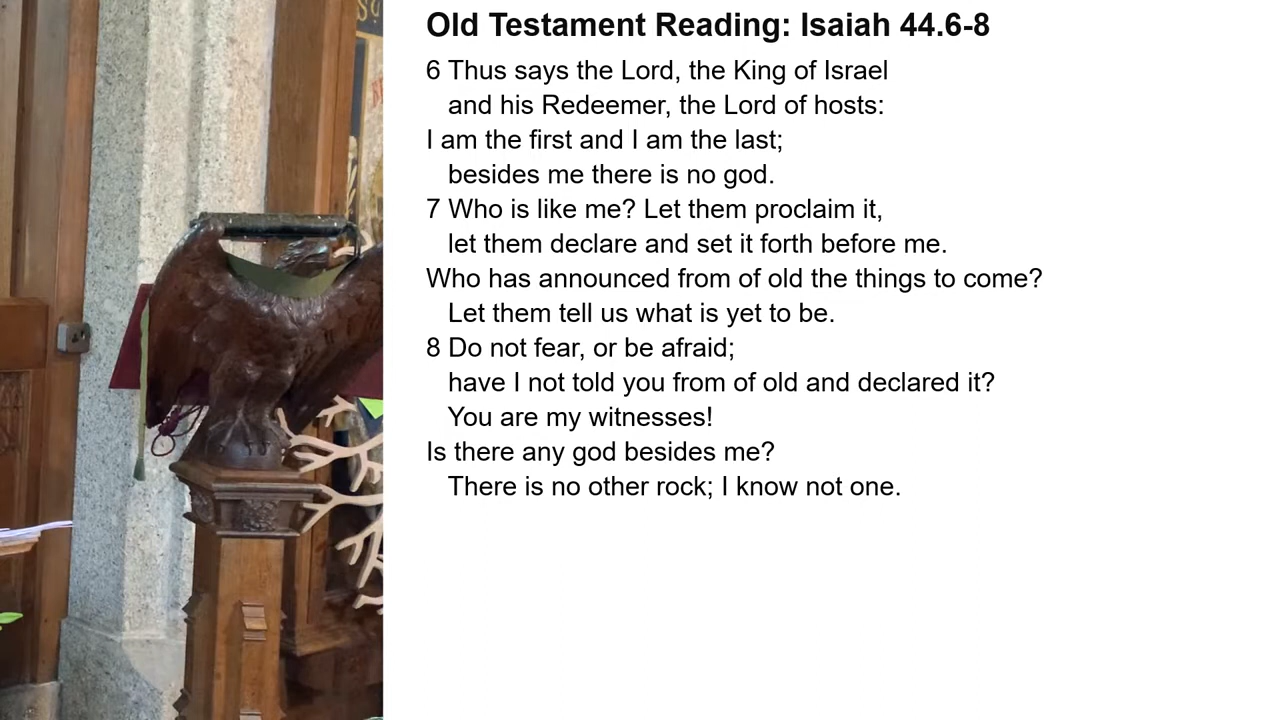 Old Testament Reading: Isaiah 44.6-8
6 Thus says the Lord, the King of Israel
and his Redeemer, the Lord of hosts:
I am the first and I am the last;
besides me there is no god.
7 Who is like me? Let them proclaim it,
let them declare and set it forth before me.
Who has announced from of old the things to come?
Let them tell us what is yet to be.
8 Do not fear, or be afraid;
have I not told you from of old and declared it?
You are my witnesses!
Is there any god besides me?
There is no other rock; I know not one.